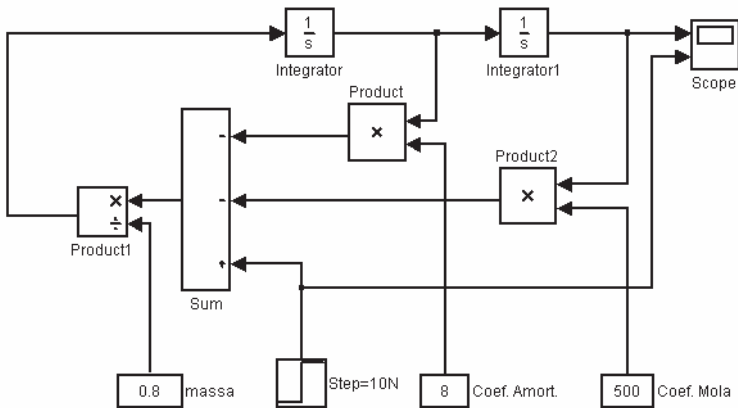 1
s
Integrator
1
s
Integrator1
Scope
Product
×
Product2
×
×
÷
Product1
-
-
+
Sum
0.8 massa
Step=10N
8 Coef. Amort.
500 Coef. Mola